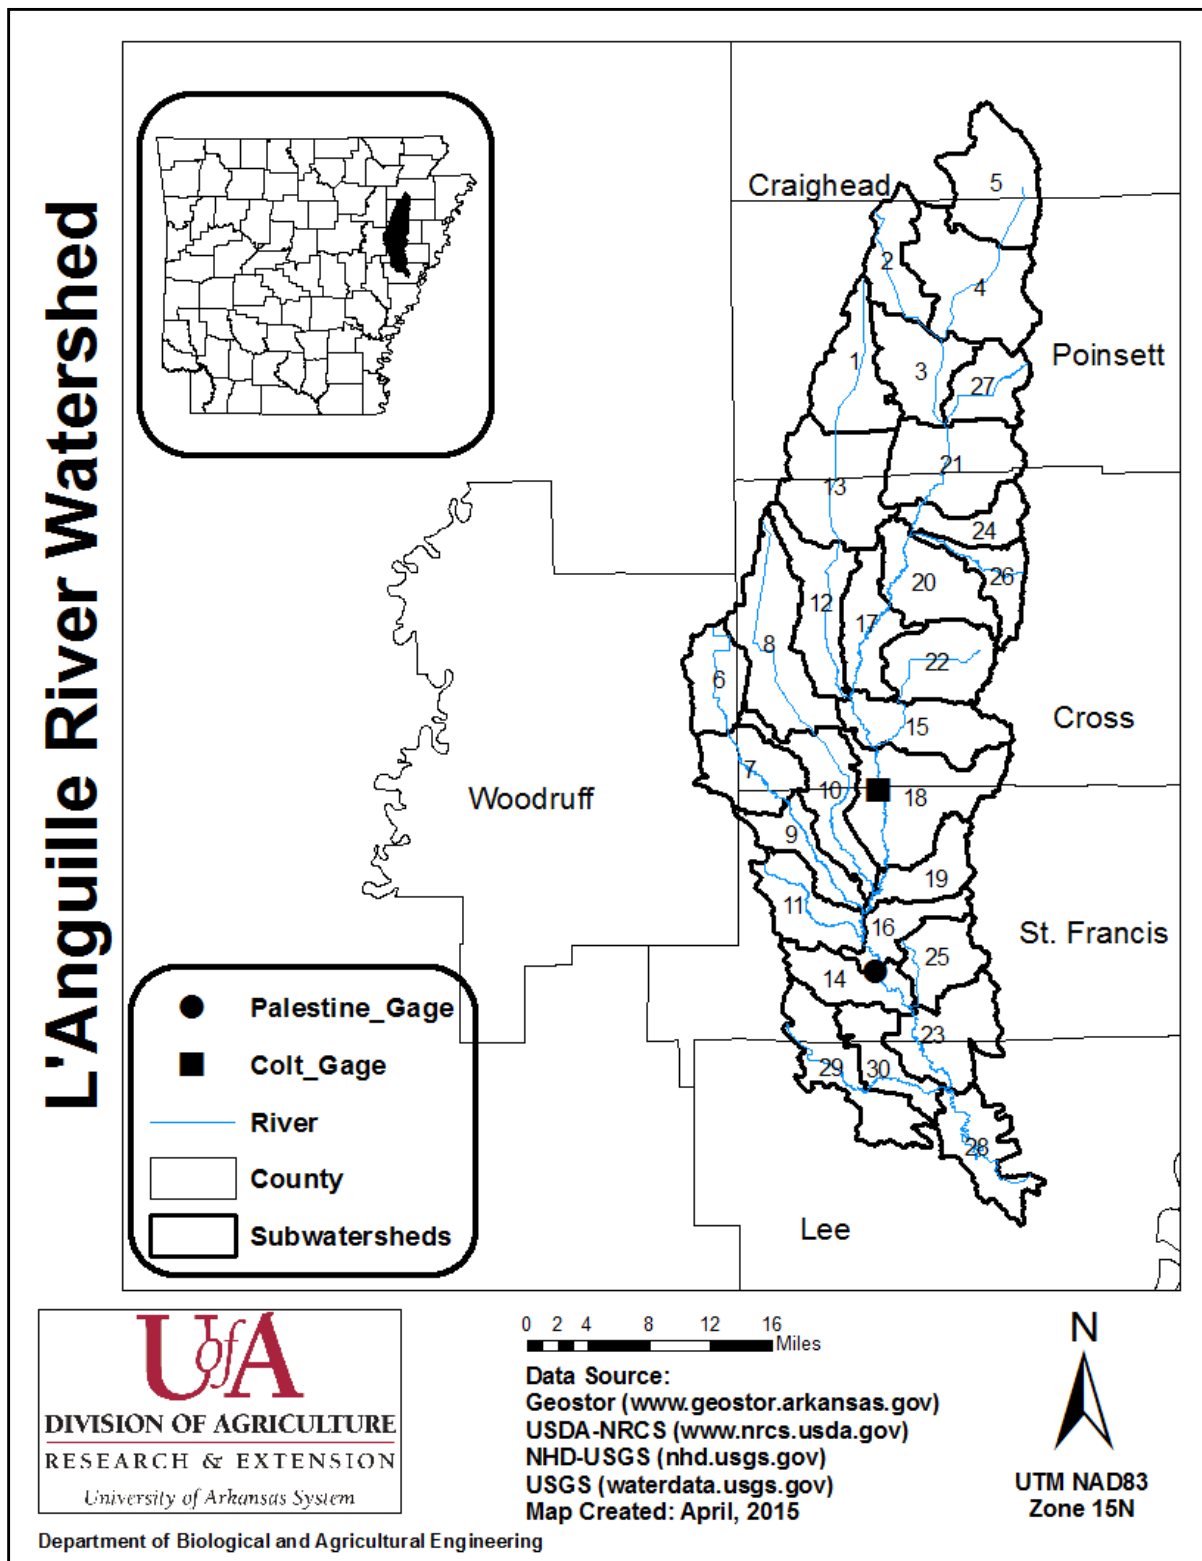 L'Anguille River Watershed
Craighead
5
2
4
Poinsett
1
3
27
21
13
24
20
26
12
17
8
22
6
Cross
15
7
Woodruff
10
18
9
19
11
16
St. Francis
25
14
23
29
30
28
Lee
Palestine_Gage
Colt_Gage
River
County
Subwatersheds
UofA
DIVISION OF AGRICULTURE
RESEARCH & EXTENSION
University of Arkansas System
Department of Biological and Agricultural Engineering
0 2 4 8 12 16
Miles
Data Source:
Geostor (www.geostor.arkansas.gov)
USDA-NRCS (www.nrcs.usda.gov)
NHD-USGS (nhd.usgs.gov)
USGS (waterdata.usgs.gov)
Map Created: April, 2015
N
UTM NAD83
Zone 15N